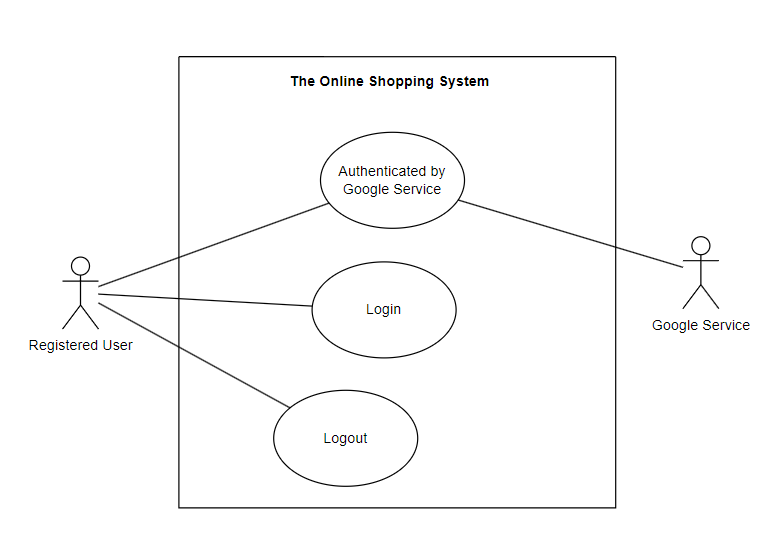 The Online Shopping System
Authenticated by
Google Service
Login
Logout
Registered User
Google Service